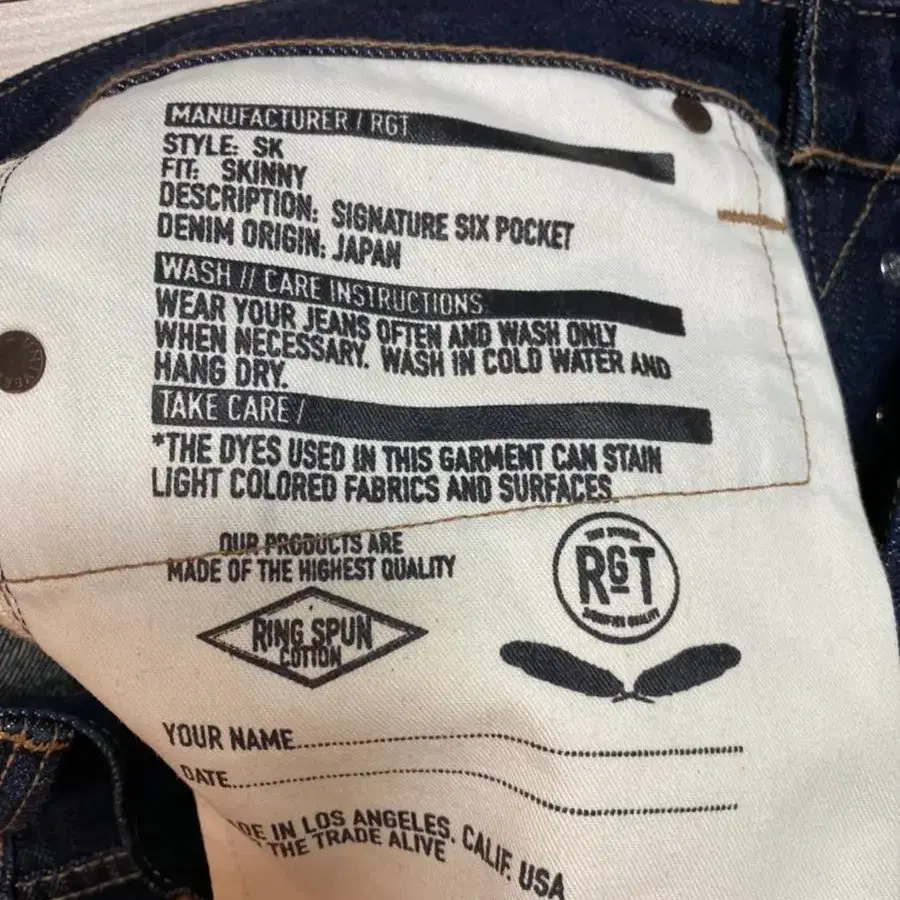 MANUFACTURER / RGT
STYLE: SK
FIT: SKINNY
DESCRIPTION: SIGNATURE SIX POCKET
DENIM ORIGIN: JAPAN
WASH // CARE INSTRUCTIONS
WEAR YOUR JEANS OFTEN AND WASH ONLY
WHEN NECESSARY. WASH IN COLD WATER AND
HANG DRY.
TAKE CARE /
*THE DYES USED IN THIS GARMENT CAN STAIN
LIGHT COLORED FABRICS AND SURFACES.
OUR PRODUCTS ARE
MADE OF THE HIGHEST QUALITY
RGT
QUALITY
RING SPUN
COTTON
YOUR NAME
DATE
DE IN LOS ANGELES. CALIF. USA
THE TRADE ALIVE